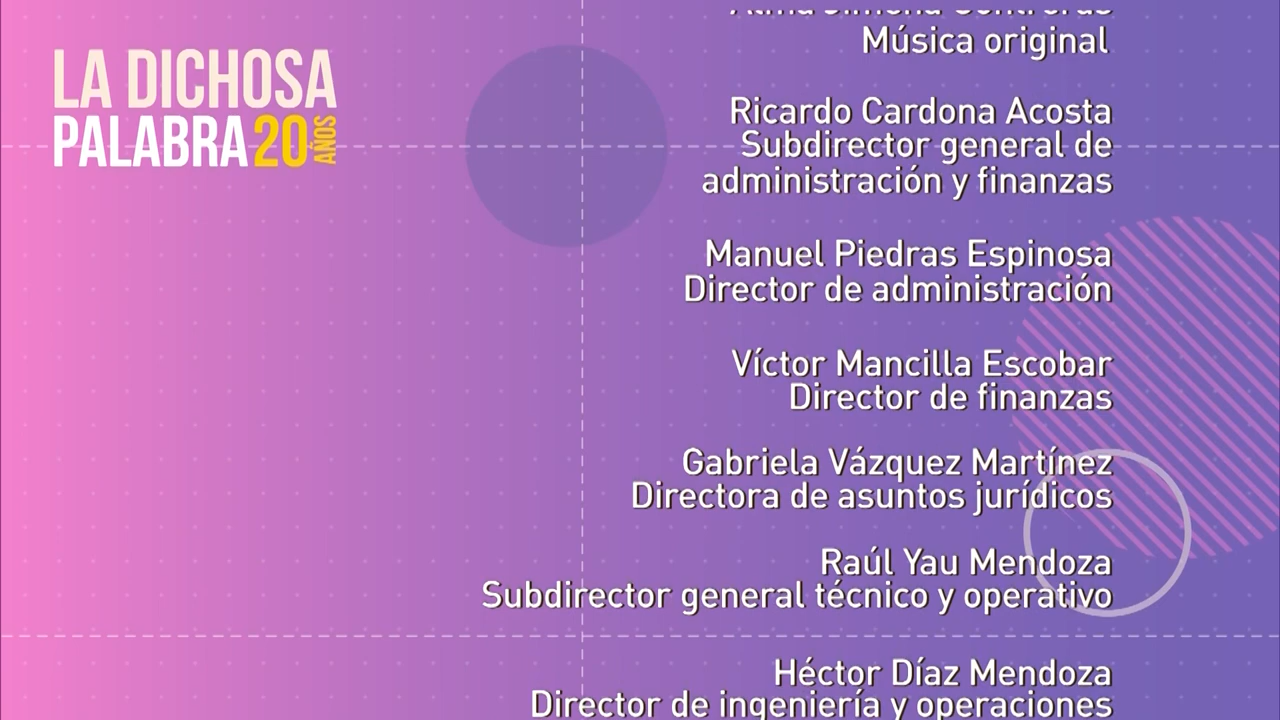 LA DICHOSA
PALABRA 20 AÑOS
Música original
Ricardo Cardona Acosta
Subdirector general de
administración y finanzas
Manuel Piedras Espinosa
Director de administración
Víctor Mancilla Escobar
Director de finanzas
Gabriela Vázquez Martínez
Directora de asuntos jurídicos
Raúl Yau Mendoza
Subdirector general técnico y operativo
Héctor Díaz Mendoza
Director de ingeniería y operaciones